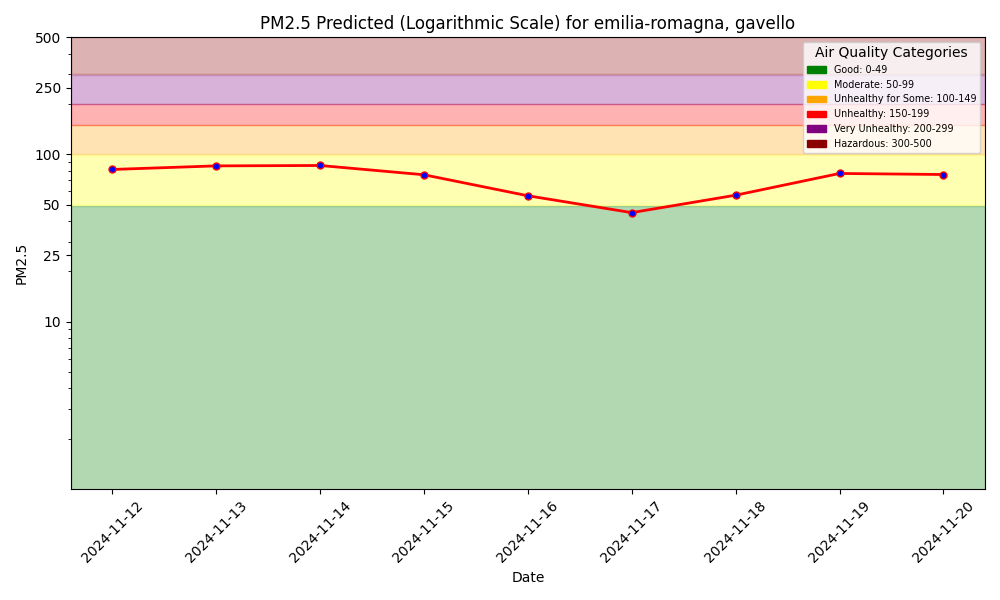 PM2.5 Predicted (Logarithmic Scale) for emilia-romagna, gavello
500
250
100
50
25
10
PM2.5
Air Quality Categories
Good: 0-49
Moderate: 50-99
Unhealthy for Some: 100-149
Unhealthy: 150-199
Very Unhealthy: 200-299
Hazardous: 300-500
2024-11-12
2024-11-13
2024-11-14
2024-11-15
2024-11-16
2024-11-17
2024-11-18
2024-11-19
2024-11-20
Date